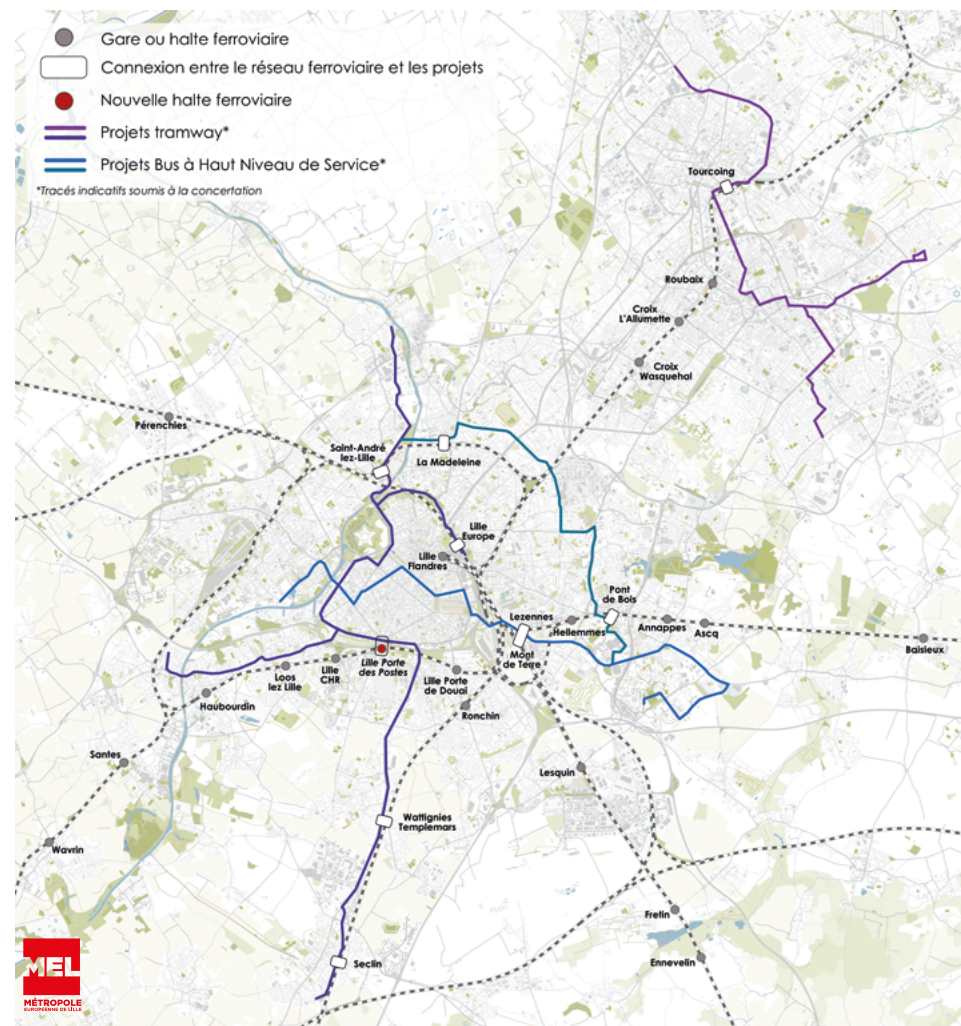 Gare ou halte ferroviaire
Connexion entre le réseau ferroviaire et les projets
Nouvelle halte ferroviaire
Projets tramway*
Projets Bus à Haut Niveau de Service*
*Tracés indicatifs soumis à la concertation
Tourcoing
Roubaix
Croix
L'Allumette
Croix
Wasquehal
Pérenchies
Saint-André
lez-Lille
La Madeleine
Lille
Europe
Lille
Flandres
Pont
de Bois
Lezennes
Hellemmes
Annappes
Ascq
Baisieux
Mont
de Terre
Lille Porte
des Postes
Lille
CHR
Loos
lez Lille
Lille Porte
de Douai
Haubourdin
Ronchin
Santes
Lesquin
Wattignies
Templemars
Wavrin
Fretin
Ennevelin
Seclin
MEL
MÉTROPOLE
EUROPÉENNE DE LILLE